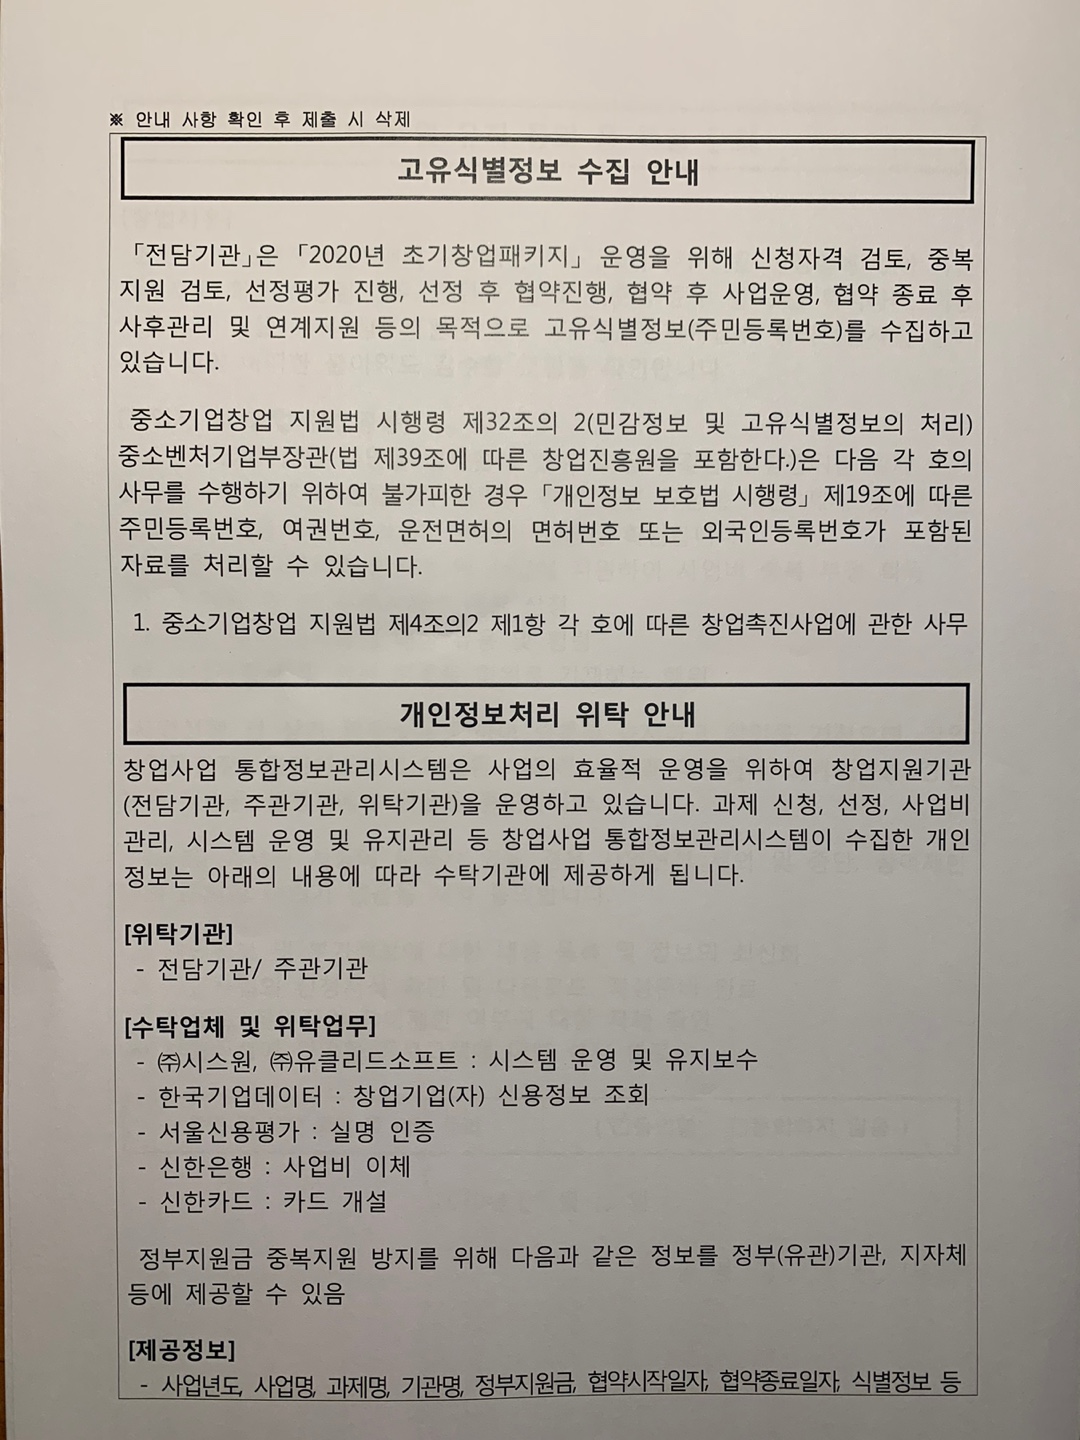 ※ 안내 사항 확인 후 제출 시 삭제
고유식별정보 수집 안내
「전담기관」은 「2020년 초기창업패키지」 운영을 위해 신청자격 검토, 중복
지원 검토, 선정평가 진행, 선정 후 협약진행, 협약 후 사업운영, 협약 종료 후
사후관리 및 연계지원 등의 목적으로 고유식별정보(주민등록번호)를 수집하고
있습니다.
중소기업창업 지원법 시행령 제32조의 2(민감정보 및 고유식별정보의 처리)
중소벤처기업부장관(법 제39조에 따른 창업진흥원을 포함한다.)은 다음 각 호의
사무를 수행하기 위하여 불가피한 경우「개인정보 보호법 시행령」제19조에 따른
주민등록번호, 여권번호, 운전면허의 면허번호 또는 외국인등록번호가 포함된
자료를 처리할 수 있습니다.
1. 중소기업창업 지원법 제4조의2 제1항 각 호에 따른 창업촉진사업에 관한 사무
개인정보처리 위탁 안내
창업사업 통합정보관리시스템은 사업의 효율적 운영을 위하여 창업지원기관
(전담기관, 주관기관, 위탁기관)을 운영하고 있습니다. 과제 신청, 선정, 사업비
관리, 시스템 운영 및 유지관리 등 창업사업 통합정보관리시스템이 수집한 개인
정보는 아래의 내용에 따라 수탁기관에 제공하게 됩니다.
[위탁기관]
- 전담기관/ 주관기관
[수탁업체 및 위탁업무]
- ㈜시스원, ㈜유클리드소프트 : 시스템 운영 및 유지보수
- 한국기업데이터 : 창업기업(자) 신용정보 조회
- 서울신용평가 : 실명 인증
- 신한은행 : 사업비 이체
- 신한카드 : 카드 개설
정부지원금 중복지원 방지를 위해 다음과 같은 정보를 정부(유관)기관, 지자체
등에 제공할 수 있음
[제공정보]
- 사업년도, 사업명, 과제명, 기관명, 정부지원금, 협약시작일자, 협약종료일자, 식별정보 등